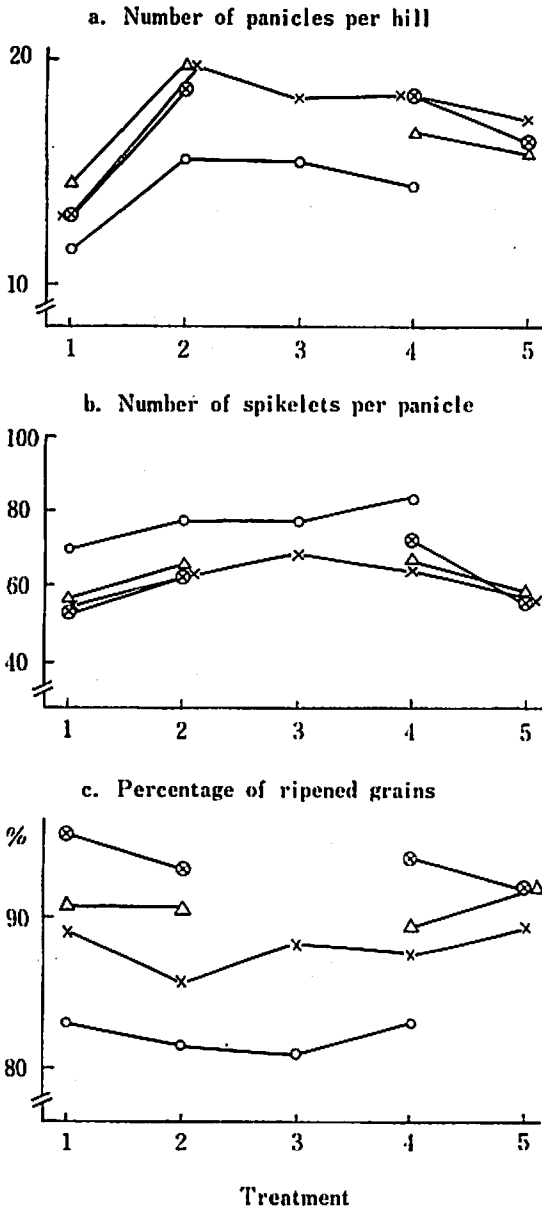 a. Number of panicles per hill
20
10
1 2 3 4 5
b. Number of spikelets per panicle
100
80
60
40
1 2 3 4 5
c. Percentage of ripened grains
%
90
80
1 2 3 4 5
Treatment